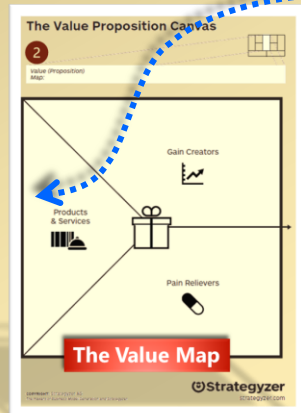 The Value Proposition Canvas
2
Value (Proposition)
Map:
Gain Creators
Products
& Services
Pain Relievers
The Value Map
Strategyzer
strategyzer.com